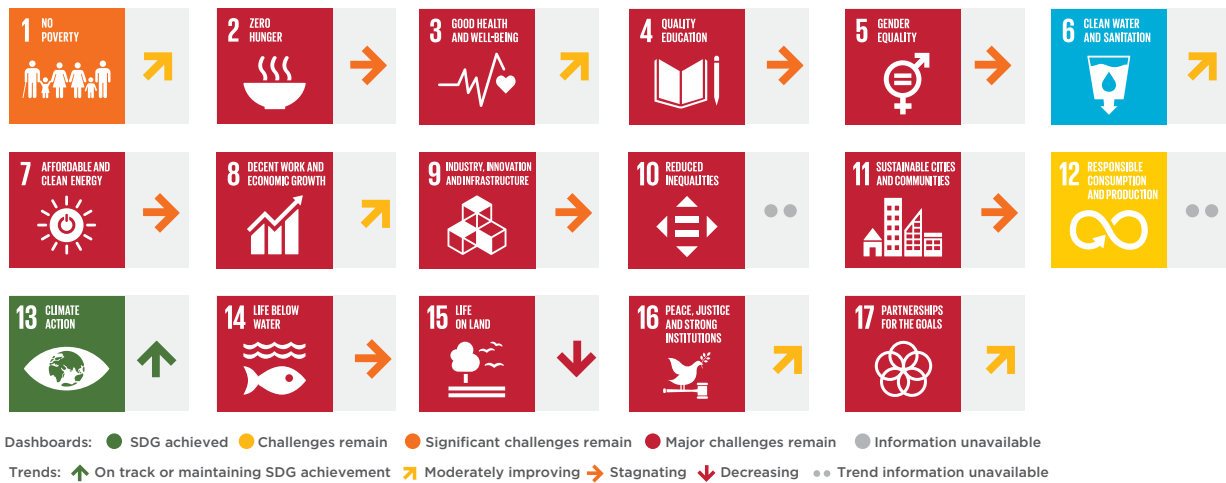 1 NO
POVERTY
2 ZERO
HUNGER
3 GOOD HEALTH
AND WELL-BEING
4 QUALITY
EDUCATION
5 GENDER
EQUALITY
6 CLEAN WATER
AND SANITATION
7 AFFORDABLE AND
CLEAN ENERGY
8 DECENT WORK AND
ECONOMIC GROWTH
9 INDUSTRY, INNOVATION
AND INFRASTRUCTURE
10 REDUCED
INEQUALITIES
11 SUSTAINABLE CITIES
AND COMMUNITIES
12 RESPONSIBLE
CONSUMPTION
AND PRODUCTION
13 CLIMATE
ACTION
14 LIFE BELOW
WATER
15 LIFE
ON LAND
16 PEACE, JUSTICE
AND STRONG
INSTITUTIONS
17 PARTNERSHIPS
FOR THE GOALS
Dashboards: SDG achieved Challenges remain Significant challenges remain Major challenges remain Information unavailable
Trends: On track or maintaining SDG achievement Moderately improving Stagnating Decreasing Trend information unavailable